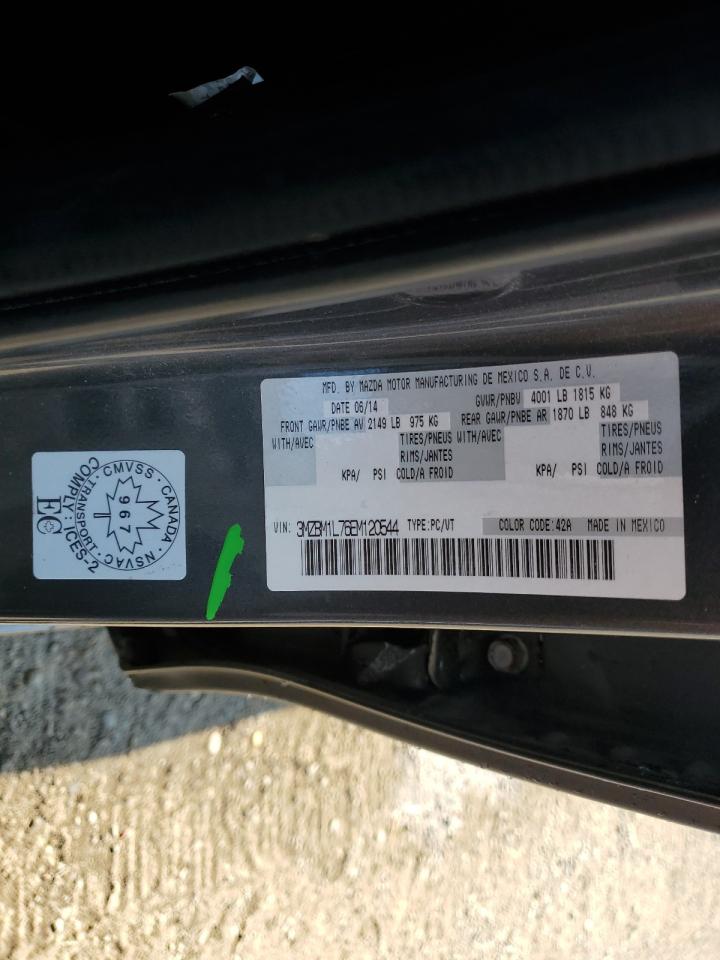 MFD. BY MAZDA MOTOR MANUFACTURING DE MEXICO S.A. DE C.V.
DATE 06/14 GVWR/PNBV 4001 LB 1815 KG
FRONT GAWR/PNBE AV 2149 LB 975 KG REAR GAWR/PNBE AR 1870 LB 848 KG
WITH/AVEC TIRES/PNEUS WITH/AVEC TIRES/PNEUS
RIMS/JANTES RIMS/JANTES
KPA/ PSI COLD/A FROID KPA/ PSI COLD/A FROID
VIN: 3MZBM1L76EM120544 TYPE:PC/VT COLOR CODE:42A MADE IN MEXICO
CMVSS · CANADA · NSVAC · TRANSPORT ·
967
COMPLY: ICES-2
EC